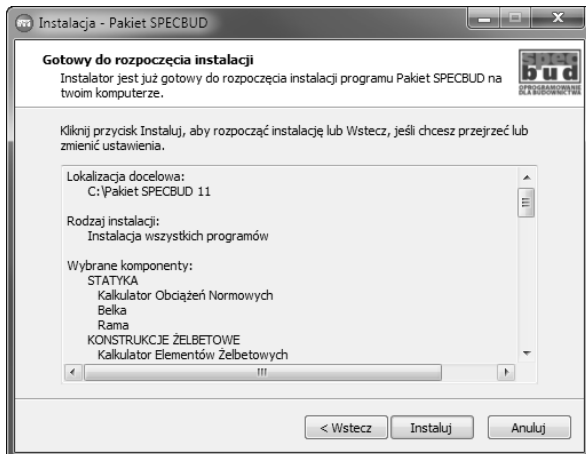 Instalacja - Pakiet SPECBUD
Gotowy do rozpoczęcia instalacji
Instalator jest już gotowy do rozpoczęcia instalacji programu Pakiet SPECBUD na
twoim komputerze.
spec
bud
OPROGRAMOWANIE
DLA BUDOWNICTWA
Kliknij przycisk Instaluj, aby rozpocząć instalację lub Wstecz, jeśli chcesz przejrzeć lub
zmienić ustawienia.
Lokalizacja docelowa:
C:\Pakiet SPECBUD 11
Rodzaj instalacji:
Instalacja wszystkich programów
Wybrane komponenty:
STATYKA
Kalkulator Obciążeń Normowych
Belka
Rama
KONSTRUKCJE ŻELBETOWE
Kalkulator Elementów Żelbetowych
< Wstecz
Instaluj
Anuluj